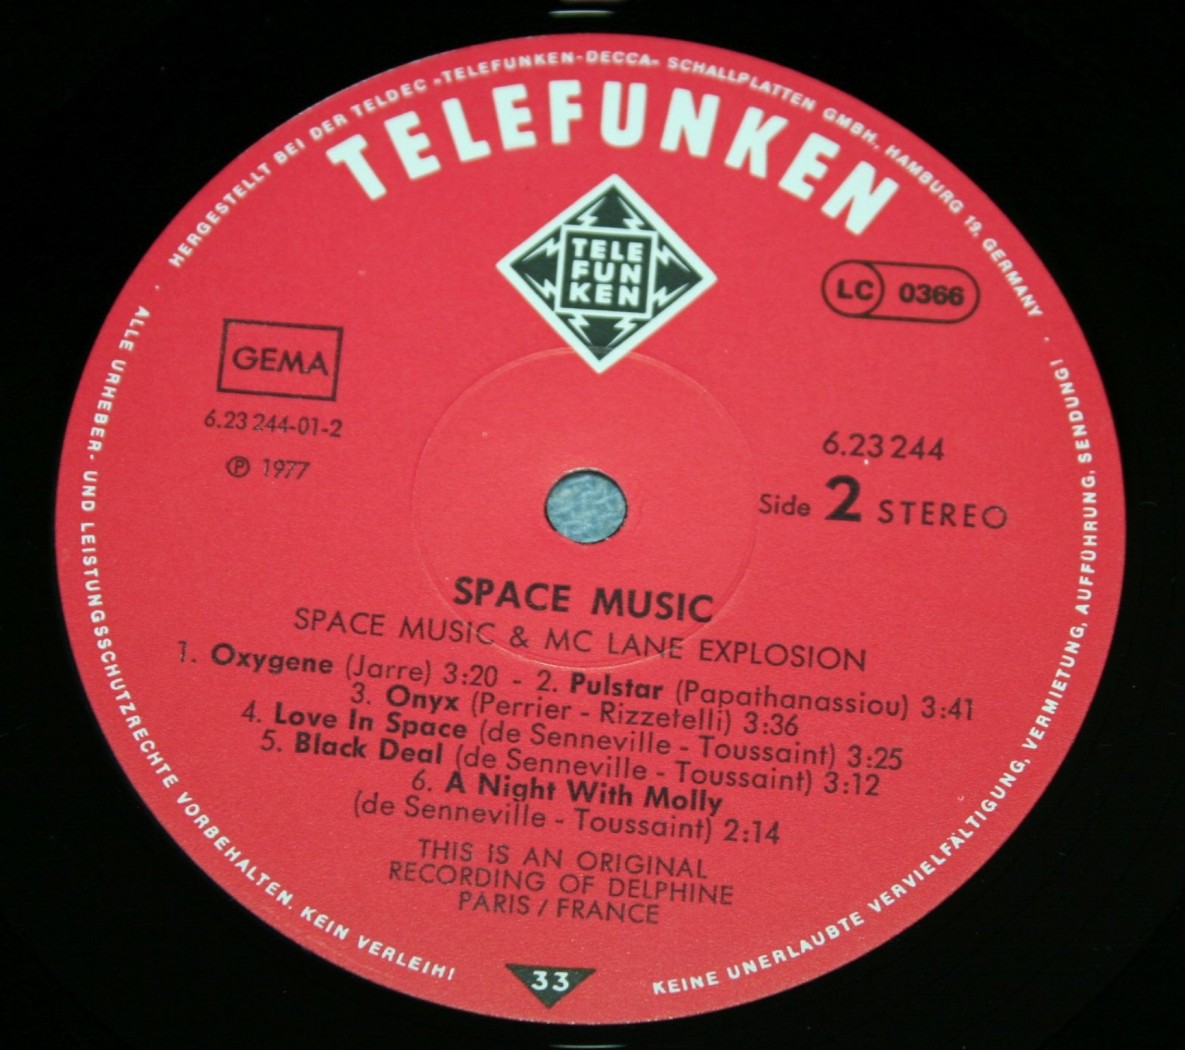 HERGESTELLT BEI DER TELDEC »TELEFUNKEN-DECCA« SCHALLPLATTEN GMBH, HAMBURG 19, GERMANY ·
TELEFUNKEN
TELE
FUN
KEN
LC 0366
GEMA
6.23 244-01-2
℗ 1977
6.23 244
Side 2 STEREO
SPACE MUSIC
SPACE MUSIC & MC LANE EXPLOSION
1. Oxygene (Jarre) 3:20 - 2. Pulstar (Papathanassiou) 3:41
3. Onyx (Perrier - Rizzetelli) 3:36
4. Love In Space (de Senneville - Toussaint) 3:25
5. Black Deal (de Senneville - Toussaint) 3:12
6. A Night With Molly
(de Senneville - Toussaint) 2:14
THIS IS AN ORIGINAL
RECORDING OF DELPHINE
PARIS / FRANCE
33
· ALLE URHEBER- UND LEISTUNGSSCHUTZRECHTE VORBEHALTEN. KEIN VERLEIH!
KEINE UNERLAUBTE VERVIELFÄLTIGUNG, VERMIETUNG, AUFFÜHRUNG, SENDUNG!